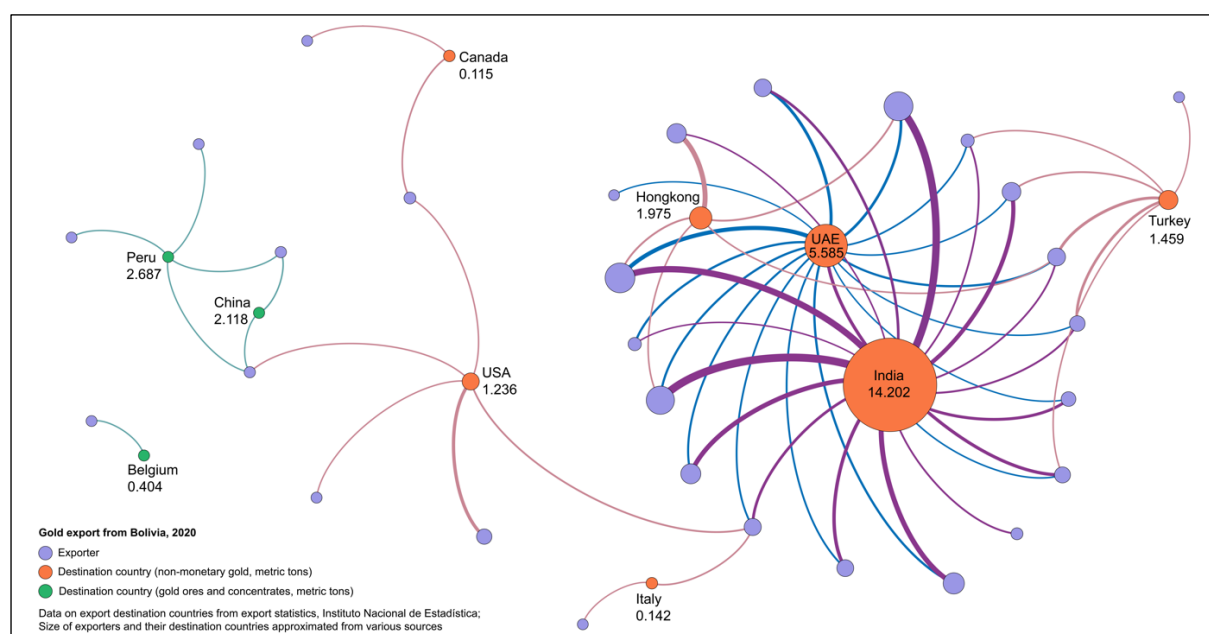 Canada
0.115
Hongkong
1.975
UAE
5.585
Turkey
1.459
Peru
2.687
China
2.118
USA
1.236
India
14.202
Belgium
0.404
Italy
0.142
Gold export from Bolivia, 2020
Exporter
Destination country (non-monetary gold, metric tons)
Destination country (gold ores and concentrates, metric tons)
Data on export destination countries from export statistics, Instituto Nacional de Estadística;
Size of exporters and their destination countries approximated from various sources